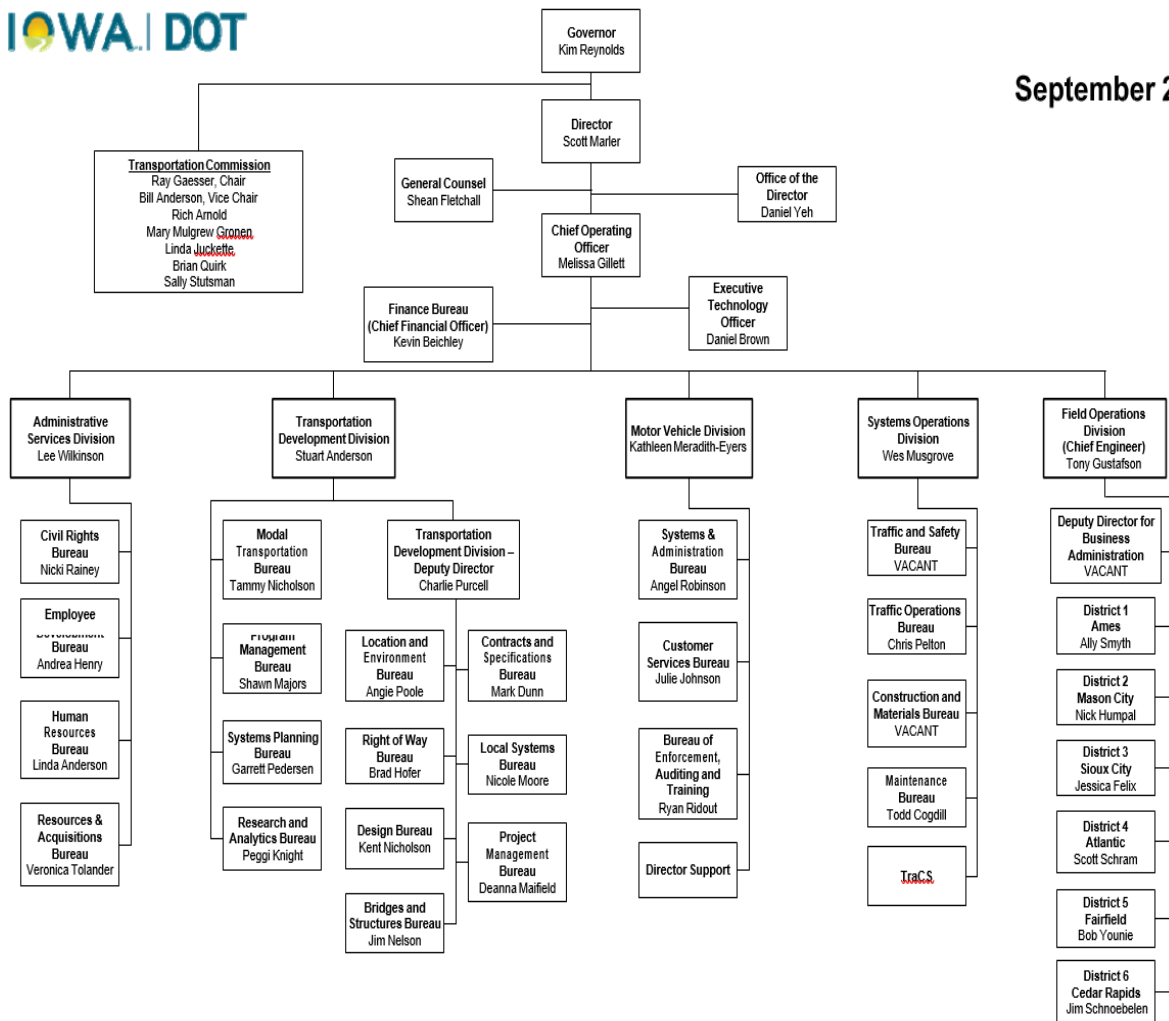 IOWA | DOT
September 2
Governor
Kim Reynolds
Director
Scott Marler
Transportation Commission
Ray Gaesser, Chair
Bill Anderson, Vice Chair
Rich Arnold
Mary Mulgrew Gronen
Linda Juckette
Brian Quirk
Sally Stutsman
General Counsel
Shean Fletchall
Office of the
Director
Daniel Yeh
Chief Operating
Officer
Melissa Gillett
Finance Bureau
(Chief Financial Officer)
Kevin Beichley
Executive
Technology
Officer
Daniel Brown
Administrative
Services Division
Lee Wilkinson
Transportation
Development Division
Stuart Anderson
Motor Vehicle Division
Kathleen Meradith-Eyers
Systems Operations
Division
Wes Musgrove
Field Operations
Division
(Chief Engineer)
Tony Gustafson
Civil Rights
Bureau
Nicki Rainey
Employee
Development
Bureau
Andrea Henry
Human
Resources
Bureau
Linda Anderson
Resources &
Acquisitions
Bureau
Veronica Tolander
Modal
Transportation
Bureau
Tammy Nicholson
Program
Management
Bureau
Shawn Majors
Systems Planning
Bureau
Garrett Pedersen
Research and
Analytics Bureau
Peggi Knight
Transportation
Development Division –
Deputy Director
Charlie Purcell
Location and
Environment
Bureau
Angie Poole
Right of Way
Bureau
Brad Hofer
Design Bureau
Kent Nicholson
Bridges and
Structures Bureau
Jim Nelson
Contracts and
Specifications
Bureau
Mark Dunn
Local Systems
Bureau
Nicole Moore
Project
Management
Bureau
Deanna Maifield
Systems &
Administration
Bureau
Angel Robinson
Customer
Services Bureau
Julie Johnson
Bureau of
Enforcement,
Auditing and
Training
Ryan Ridout
Director Support
Traffic and Safety
Bureau
VACANT
Traffic Operations
Bureau
Chris Pelton
Construction and
Materials Bureau
VACANT
Maintenance
Bureau
Todd Cogdill
TraCS
Deputy Director for
Business
Administration
VACANT
District 1
Ames
Ally Smyth
District 2
Mason City
Nick Humpal
District 3
Sioux City
Jessica Felix
District 4
Atlantic
Scott Schram
District 5
Fairfield
Bob Younie
District 6
Cedar Rapids
Jim Schnoebelen